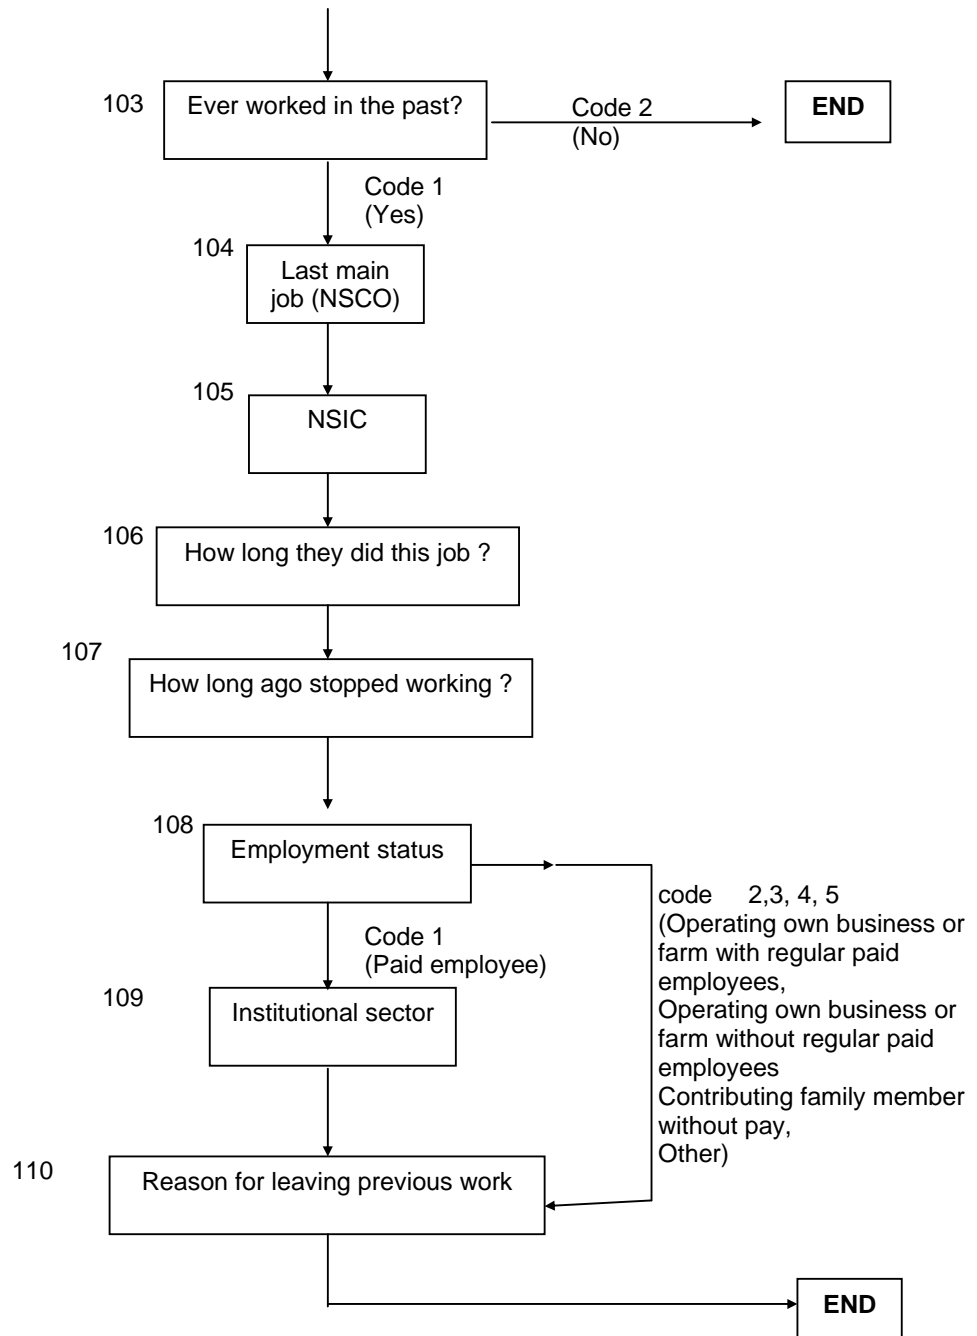 103
Ever worked in the past?
Code 2
(No)
END
Code 1
(Yes)
104
Last main
job (NSCO)
105
NSIC
106
How long they did this job ?
107
How long ago stopped working ?
108
Employment status
code 2,3, 4, 5
(Operating own business or
farm with regular paid
employees,
Operating own business or
farm without regular paid
employees
Contributing family member
without pay,
Other)
Code 1
(Paid employee)
109
Institutional sector
110
Reason for leaving previous work
END